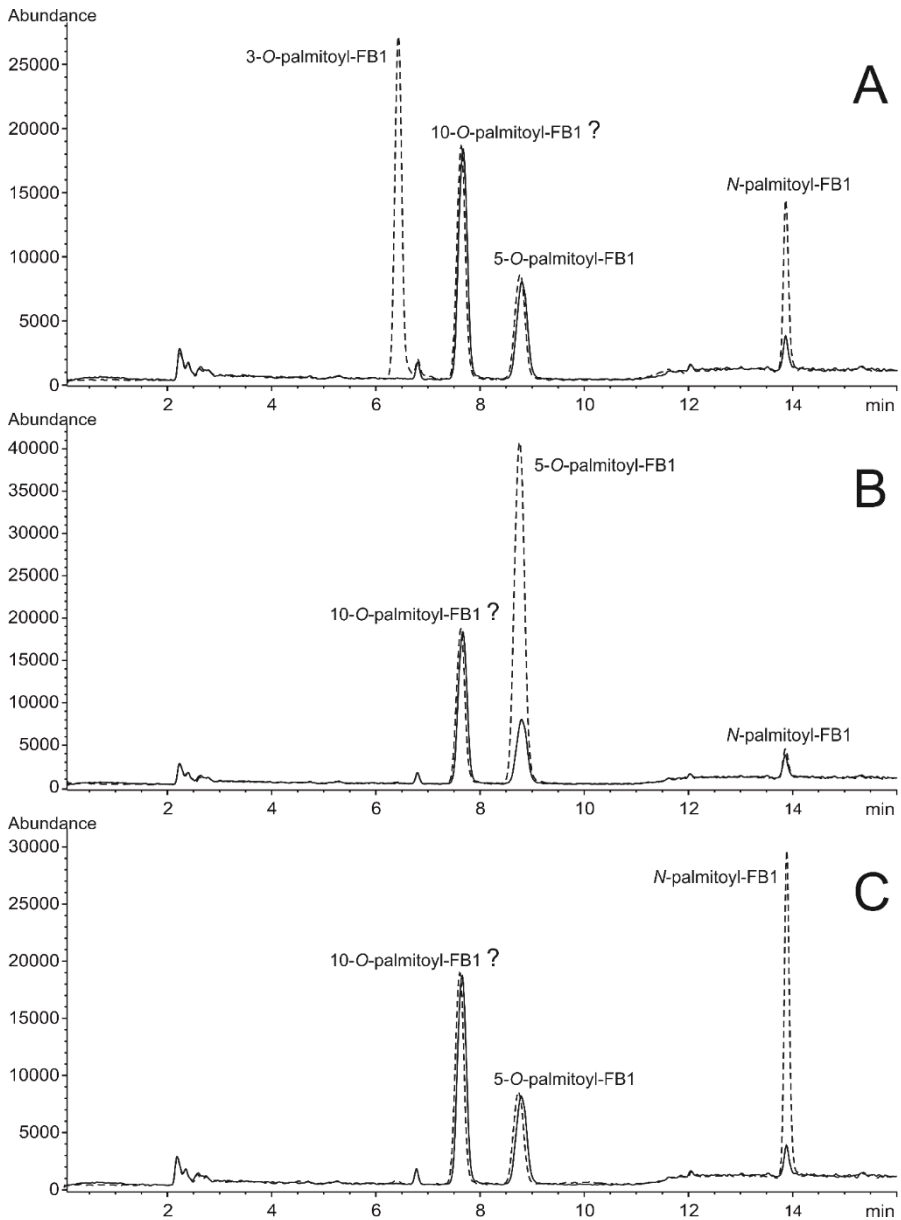 Abundance
3-O-palmitoyl-FB1
A
25000
10-O-palmitoyl-FB1 ?
20000
N-palmitoyl-FB1
15000
5-O-palmitoyl-FB1
10000
5000
0
2 4 6 8 10 12 14 min
Abundance
40000
5-O-palmitoyl-FB1
B
35000
30000
25000
20000
10-O-palmitoyl-FB1 ?
15000
10000
N-palmitoyl-FB1
5000
0
2 4 6 8 10 12 14 min
Abundance
30000
N-palmitoyl-FB1
C
25000
20000
10-O-palmitoyl-FB1 ?
15000
10000
5-O-palmitoyl-FB1
5000
0
2 4 6 8 10 12 14 min